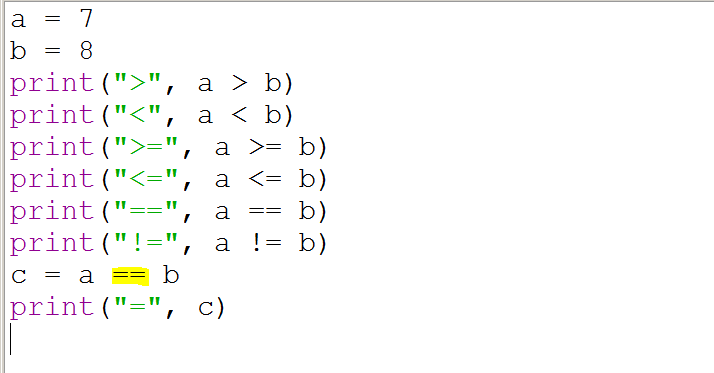 a = 7
b = 8
print(">", a > b)
print("<", a < b)
print(">=", a >= b)
print("<=", a <= b)
print("==", a == b)
print("!=", a != b)
c = a == b
print("=", c)